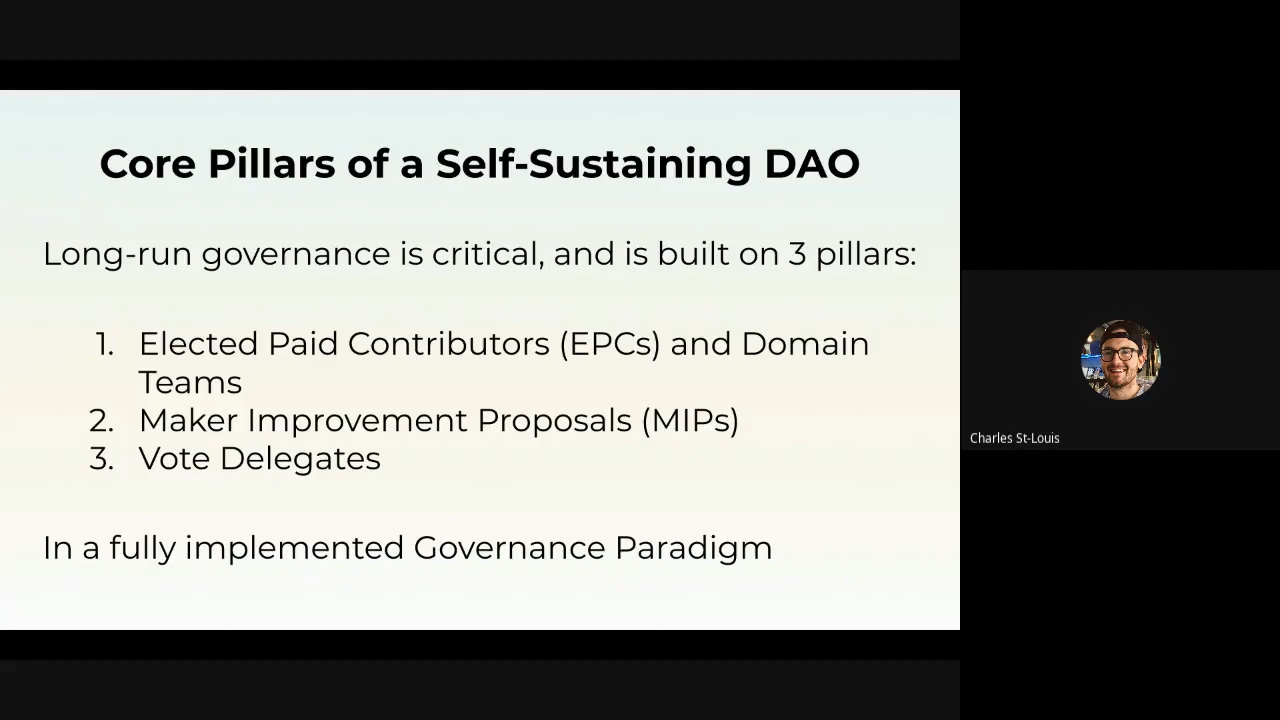 Core Pillars of a Self-Sustaining DAO
Long-run governance is critical, and is built on 3 pillars:
1. Elected Paid Contributors (EPCs) and Domain
Teams
2. Maker Improvement Proposals (MIPs)
3. Vote Delegates
In a fully implemented Governance Paradigm
Charles St-Louis